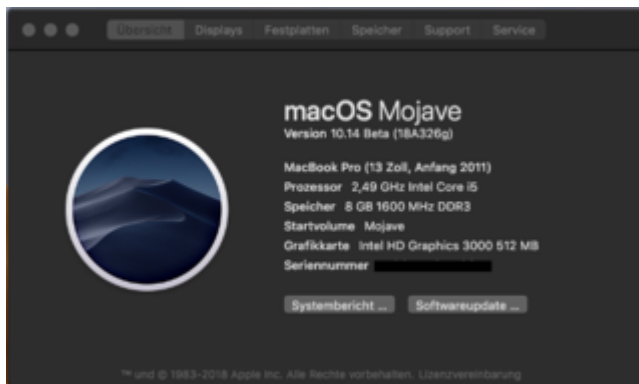 Übersicht Displays Festplatten Speicher Support Service
macOS Mojave
Version 10.14 Beta (18A326g)
MacBook Pro (13 Zoll, Anfang 2011)
Prozessor 2,49 GHz Intel Core i5
Speicher 8 GB 1600 MHz DDR3
Startvolume Mojave
Grafikkarte Intel HD Graphics 3000 512 MB
Seriennummer
Systembericht ... Softwareupdate ...
™ und © 1983-2018 Apple Inc. Alle Rechte vorbehalten. Lizenzvereinbarung